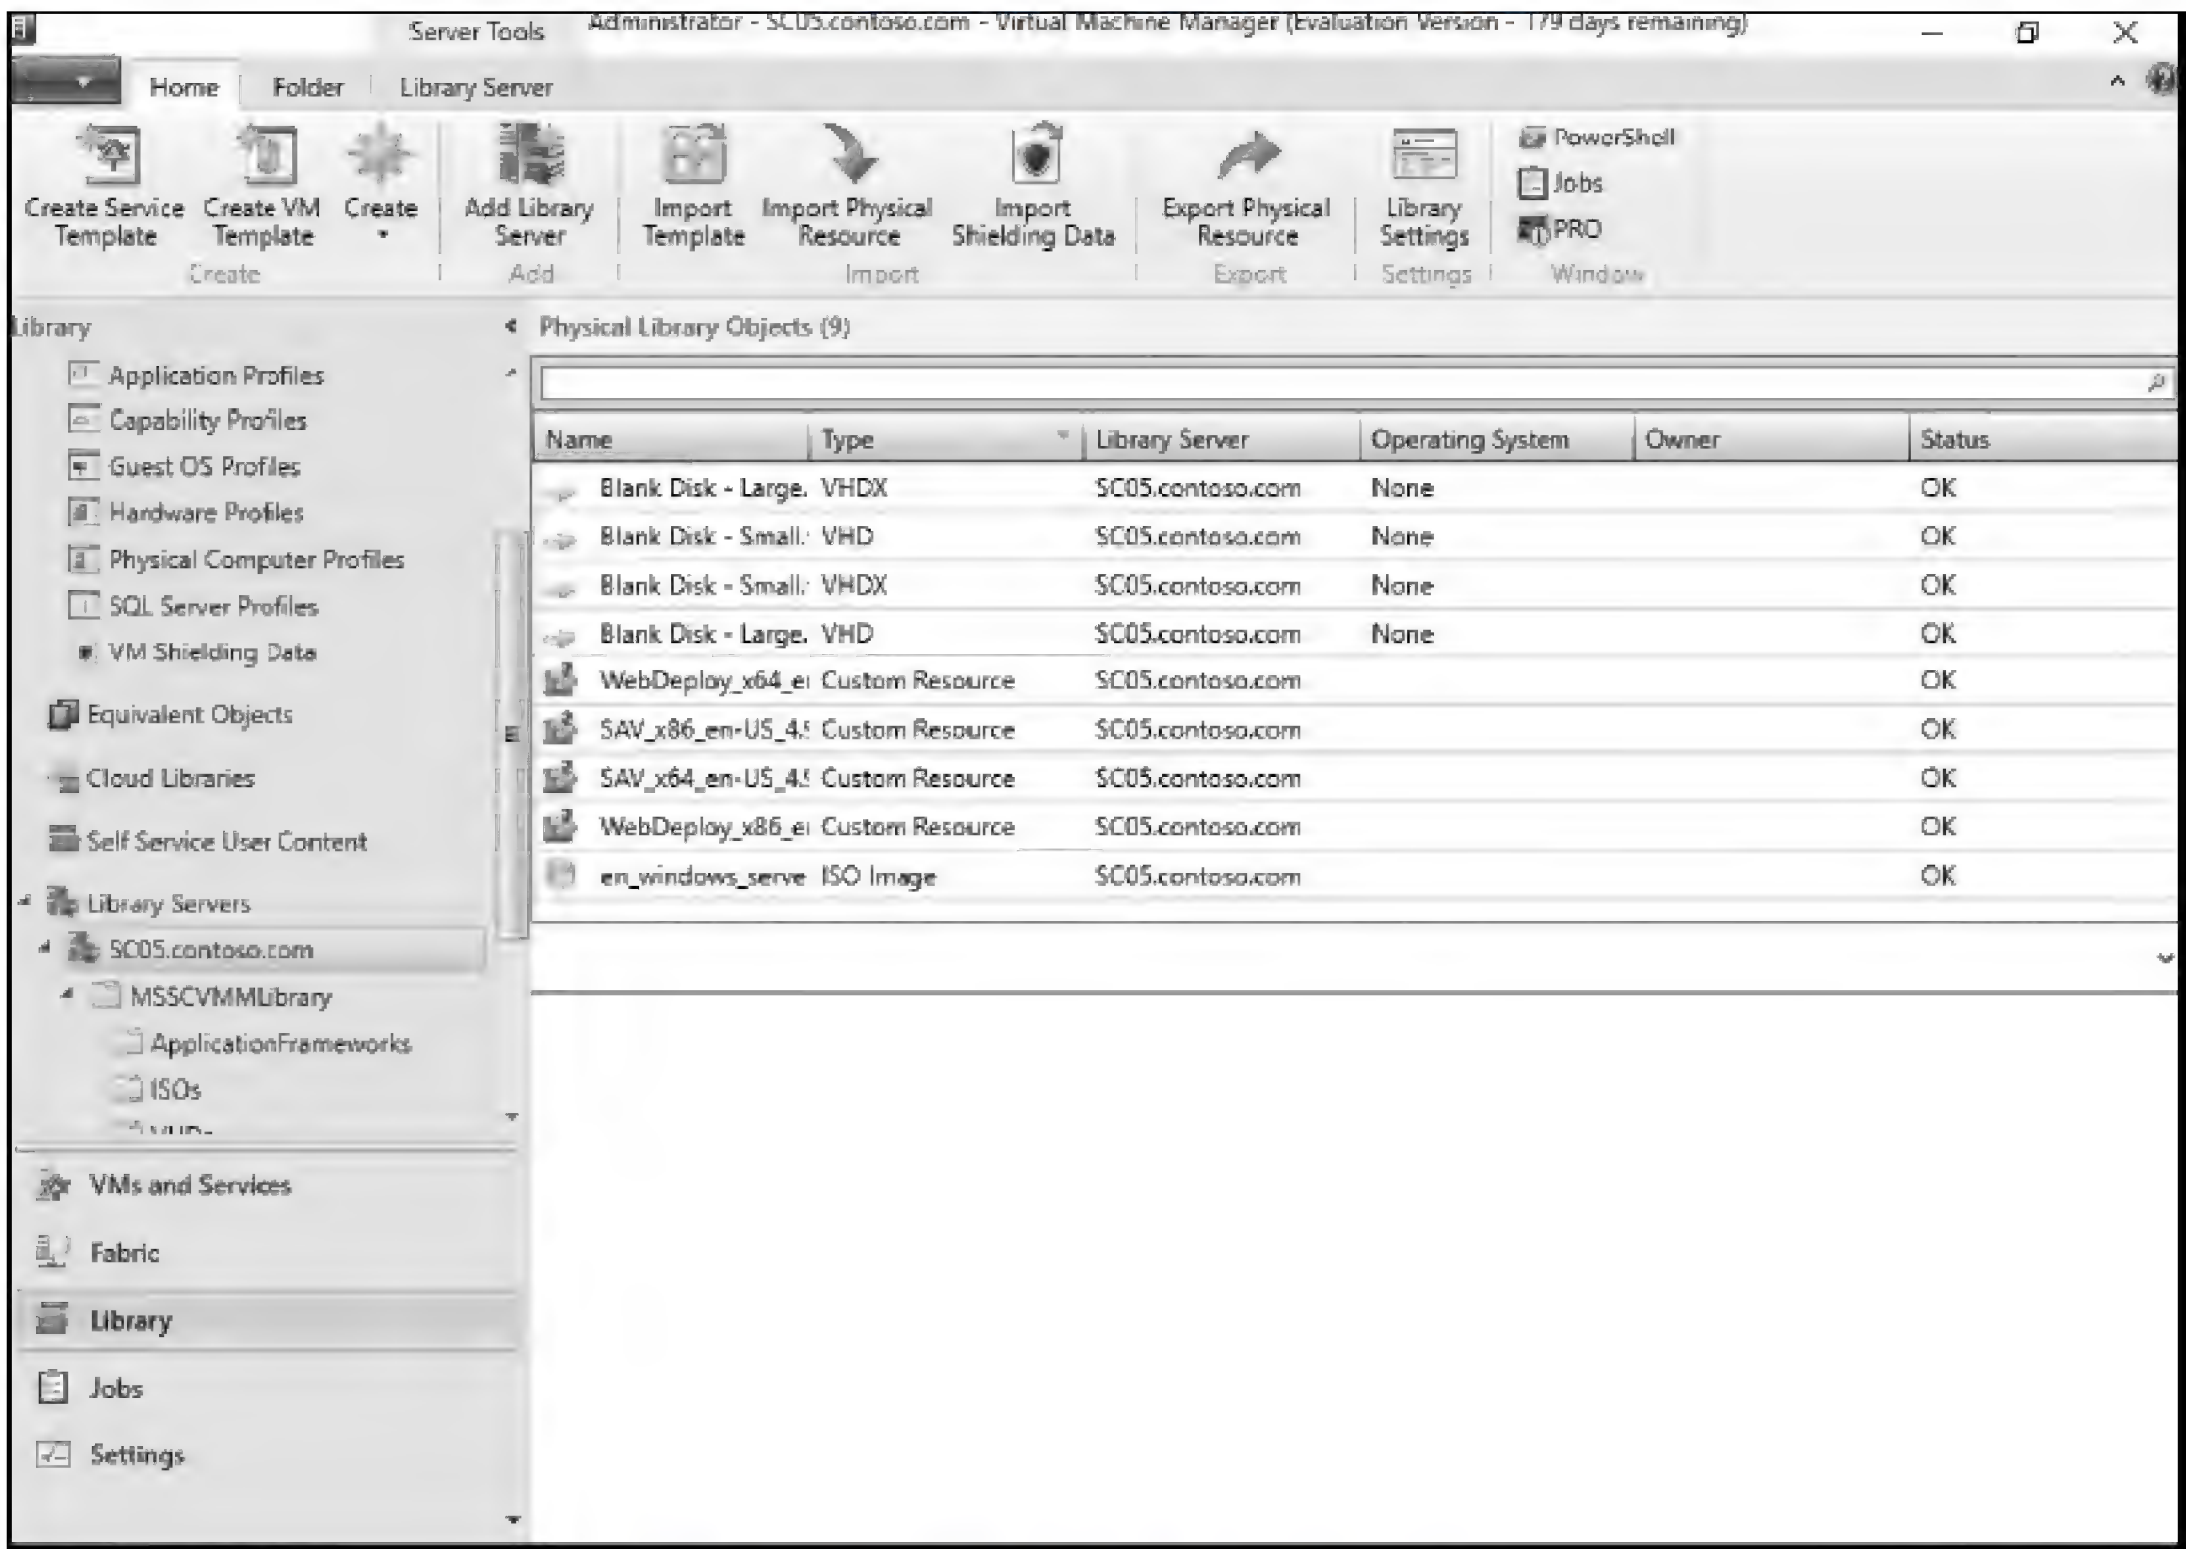 Server Tools
Administrator - SC05.contoso.com - Virtual Machine Manager (Evaluation Version - 179 days remaining)
Home
Folder
Library Server
Create Service Template
Create VM Template
Create
Add Library Server
Import Template
Import Physical Resource
Import Shielding Data
Export Physical Resource
Library Settings
PowerShell
Jobs
PRO
Create
Add
Import
Export
Settings
Window
Library
Application Profiles
Capability Profiles
Guest OS Profiles
Hardware Profiles
Physical Computer Profiles
SQL Server Profiles
VM Shielding Data
Equivalent Objects
Cloud Libraries
Self Service User Content
Library Servers
SC05.contoso.com
MSSCVMMLibrary
ApplicationFrameworks
ISOs
VMs and Services
Fabric
Library
Jobs
Settings
Physical Library Objects (9)
Name Type Library Server Operating System Owner Status
Blank Disk - Large. VHDX SC05.contoso.com None OK
Blank Disk - Small. VHD SC05.contoso.com None OK
Blank Disk - Small. VHDX SC05.contoso.com None OK
Blank Disk - Large. VHD SC05.contoso.com None OK
WebDeploy_x64_e Custom Resource SC05.contoso.com OK
SAV_x86_en-US_4. Custom Resource SC05.contoso.com OK
SAV_x64_en-US_4. Custom Resource SC05.contoso.com OK
WebDeploy_x86_e Custom Resource SC05.contoso.com OK
en_windows_serve ISO Image SC05.contoso.com OK